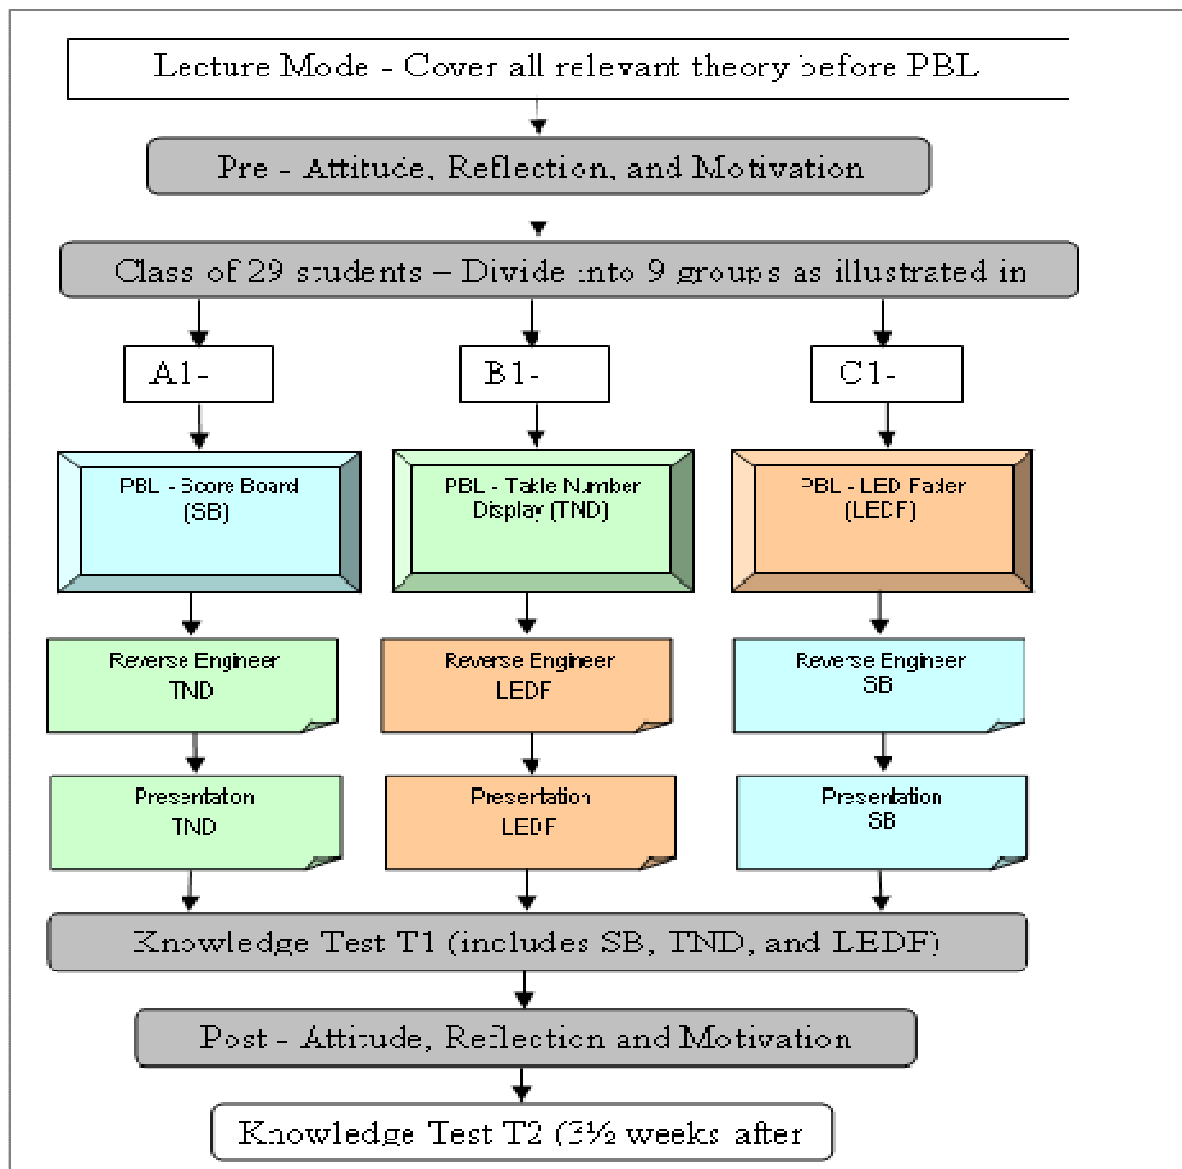 Lecture Mode - Cover all relevant theory before PBL
Pre - Attitude, Reflection, and Motivation
Class of 29 students – Divide into 9 groups as illustrated in
A1-
B1-
C1-
PBL - Score Board
(SB)
PBL - Table Number
Display (TND)
PBL - LED Fader
(LEDF)
Reverse Engineer
TND
Reverse Engineer
LEDF
Reverse Engineer
SB
Presentation
TND
Presentation
LEDF
Presentation
SB
Knowledge Test T1 (includes SB, TND, and LEDF)
Post - Attitude, Reflection and Motivation
Knowledge Test T2 (3½ weeks after